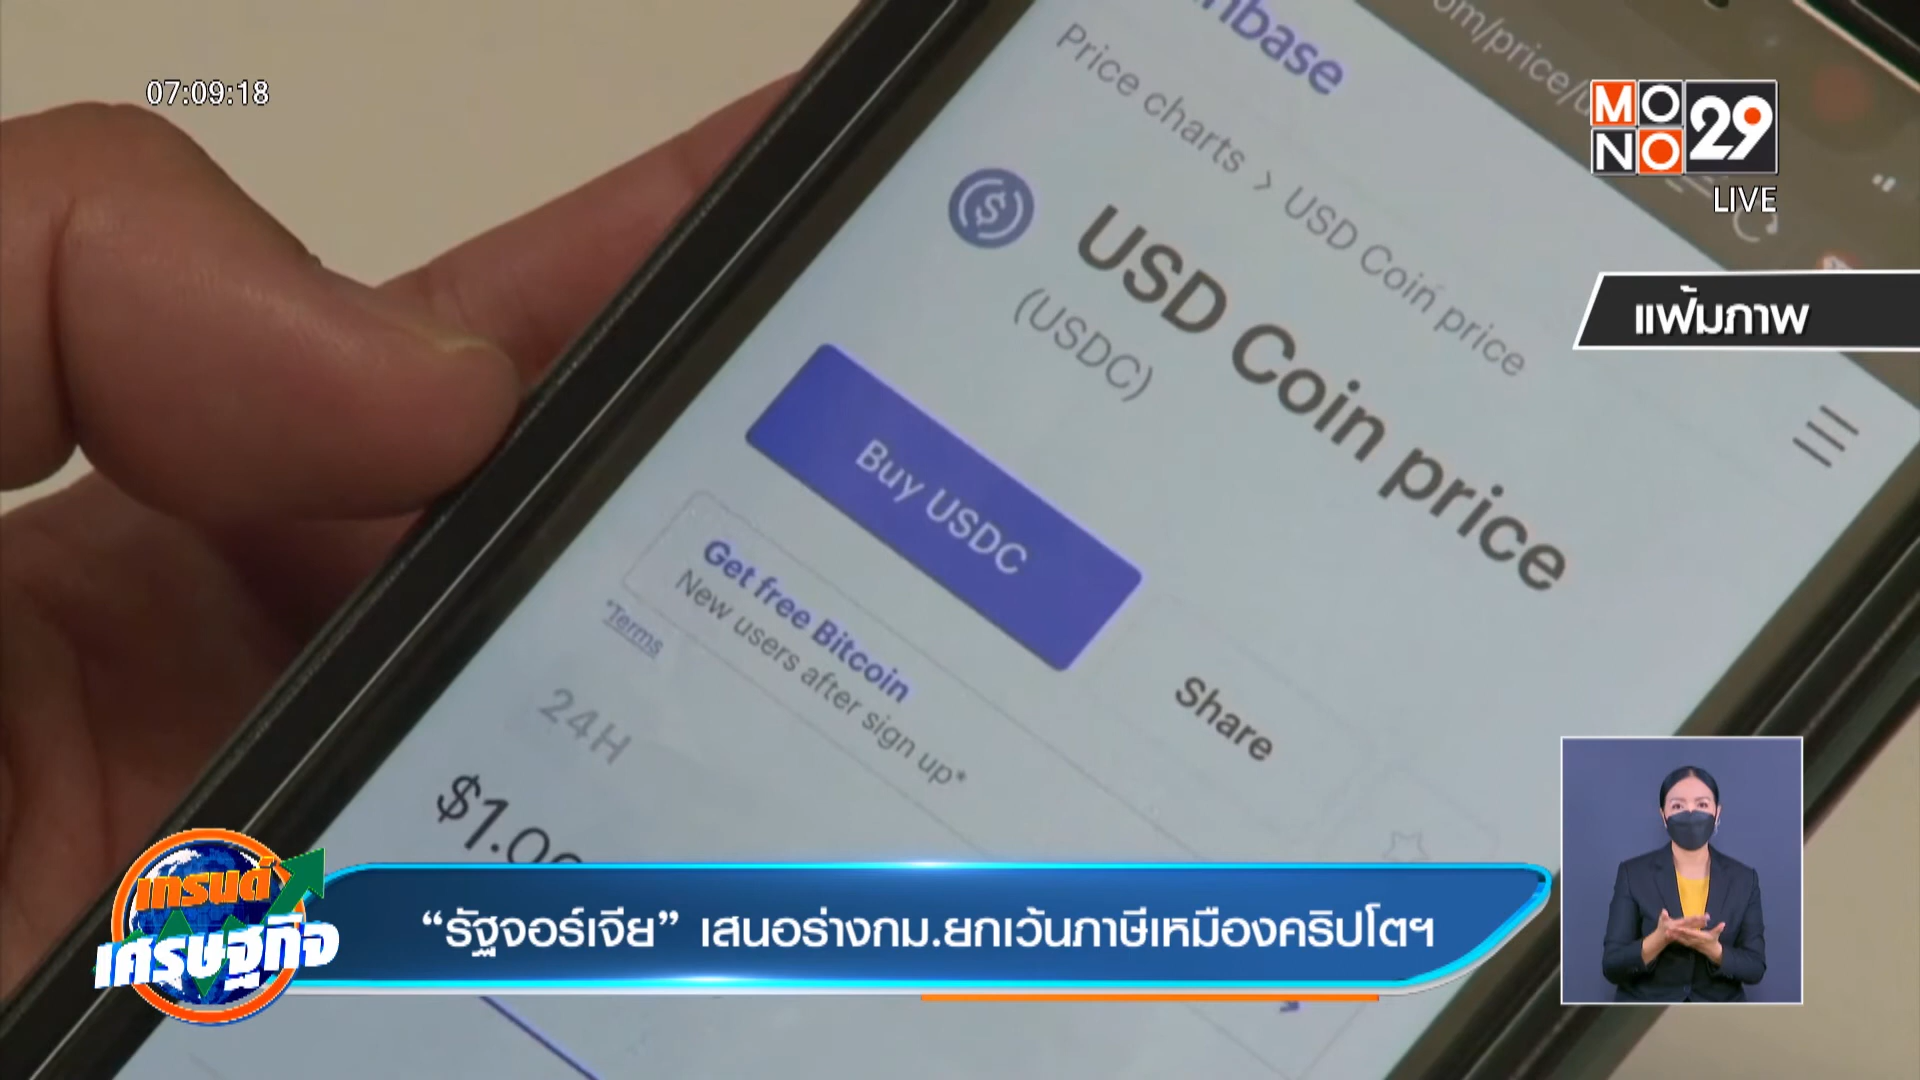 07:09:18
MONO 29
LIVE
แฟ้มภาพ
Price charts > USD Coin price
USD Coin price
(USDC)
Buy USDC
Get free Bitcoin
New users after sign up*
*Terms
Share
24H
เทรนด์
เศรษฐกิจ
“รัฐจอร์เจีย” เสนอร่างกม.ยกเว้นภาษีเหมืองคริปโตฯ